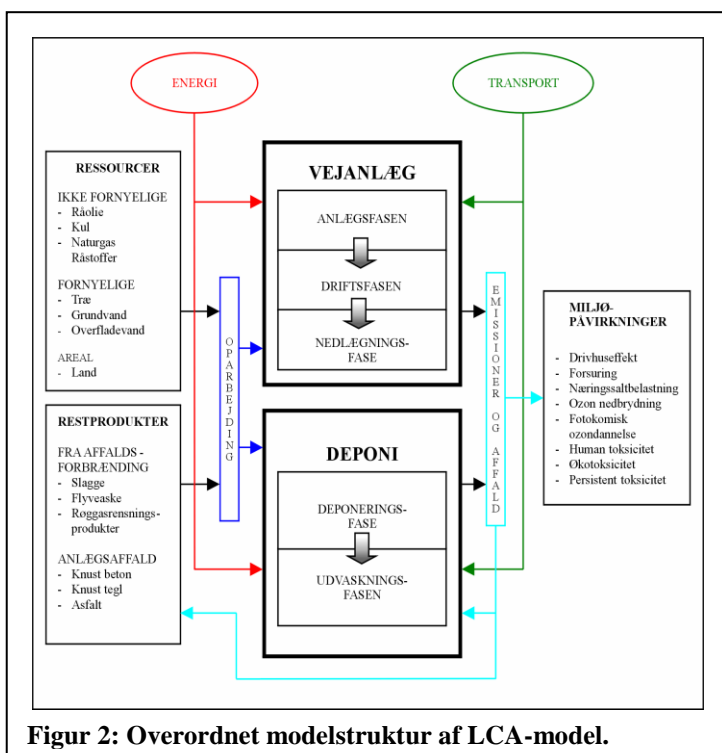 ENERGI
TRANSPORT
RESSOURCER
IKKE FORNYELIGE
- Råolie
- Kul
- Naturgas
Råstoffer
FORNYELIGE
- Træ
- Grundvand
- Overfladevand
AREAL
- Land
RESTPRODUKTER
FRA AFFALDS -
FORBRÆNDING
- Slagge
- Flyveaske
- Røggasrensnings-
produkter
ANLÆGSAFFALD
- Knust beton
- Knust tegl
- Asfalt
OPARBEJDING
VEJANLÆG
ANLÆGSFASEN
DRIFTSFASEN
NEDLÆGNINGS-
FASE
DEPONI
DEPONERINGS-
FASE
UDVASKNINGS-
FASEN
EMISSIONER OG AFFALD
MILJØ-
PÅVIRKNINGER
- Drivhuseffekt
- Forsuring
- Næringssaltbelastning
- Ozon nedbrydning
- Fotokomisk
ozondannelse
- Human toksicitet
- Økotoksicitet
- Persistent toksicitet
Figur 2: Overordnet modelstruktur af LCA-model.